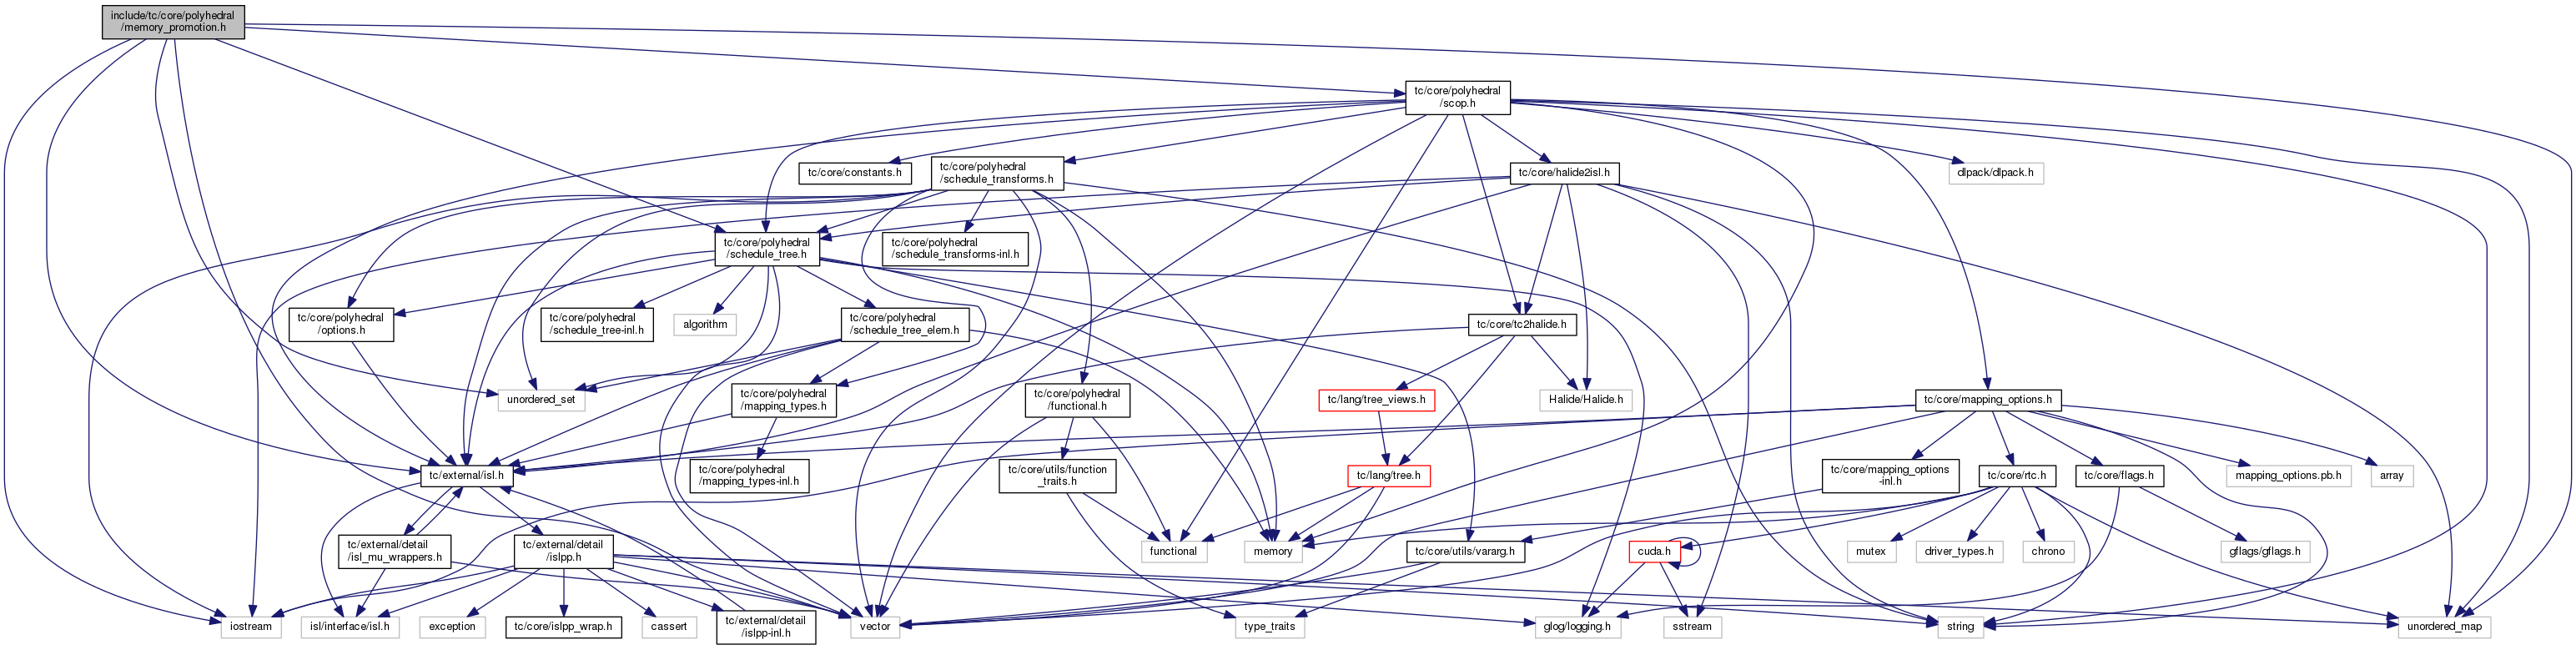 include/tc/core/polyhedral
/memory_promotion.h
tc/core/polyhedral
/scop.h
tc/core/constants.h
tc/core/polyhedral
/schedule_transforms.h
tc/core/halide2isl.h
dlpack/dlpack.h
tc/core/polyhedral
/schedule_tree.h
tc/core/polyhedral
/schedule_transforms-inl.h
tc/core/polyhedral
/options.h
tc/core/polyhedral
/schedule_tree-inl.h
algorithm
tc/core/polyhedral
/schedule_tree_elem.h
tc/core/tc2halide.h
unordered_set
tc/core/polyhedral
/mapping_types.h
tc/core/polyhedral
/functional.h
tc/lang/tree_views.h
Halide/Halide.h
tc/core/mapping_options.h
tc/external/isl.h
tc/core/polyhedral
/mapping_types-inl.h
tc/core/utils/function
_traits.h
tc/lang/tree.h
tc/core/mapping_options
-inl.h
tc/core/rtc.h
tc/core/flags.h
mapping_options.pb.h
array
tc/external/detail
/isl_mu_wrappers.h
tc/external/detail
/islpp.h
functional
memory
tc/core/utils/vararg.h
cuda.h
mutex
driver_types.h
chrono
gflags/gflags.h
iostream
isl/interface/isl.h
exception
tc/core/islpp_wrap.h
cassert
tc/external/detail
/islpp-inl.h
vector
type_traits
glog/logging.h
sstream
string
unordered_map